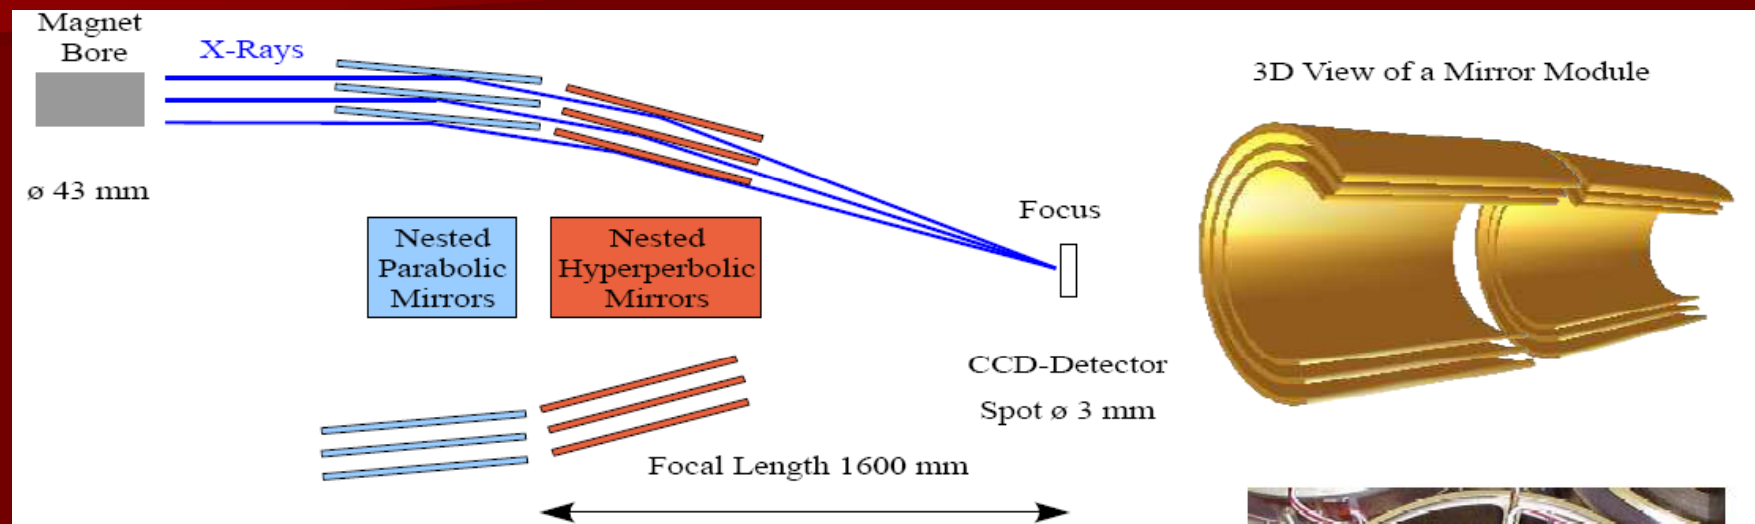 Magnet
Bore
X-Rays
3D View of a Mirror Module
ø 43 mm
Focus
Nested
Parabolic
Mirrors
Nested
Hyperperbolic
Mirrors
CCD-Detector
Spot ø 3 mm
Focal Length 1600 mm